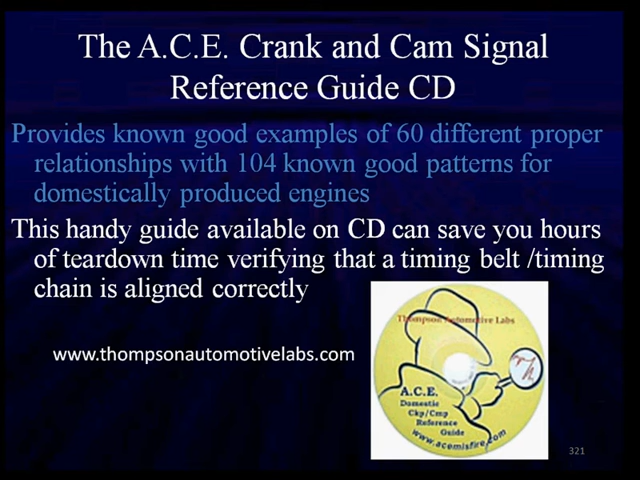 The A.C.E. Crank and Cam Signal
Reference Guide CD
Provides known good examples of 60 different proper
relationships with 104 known good patterns for
domestically produced engines
This handy guide available on CD can save you hours
of teardown time verifying that a timing belt /timing
chain is aligned correctly
www.thompsonautomotivelabs.com
Thompson Automotive Labs
A.C.E.
Domestic
Ckp/Cmp
Reference
Guide
www.acemisfire.com
321